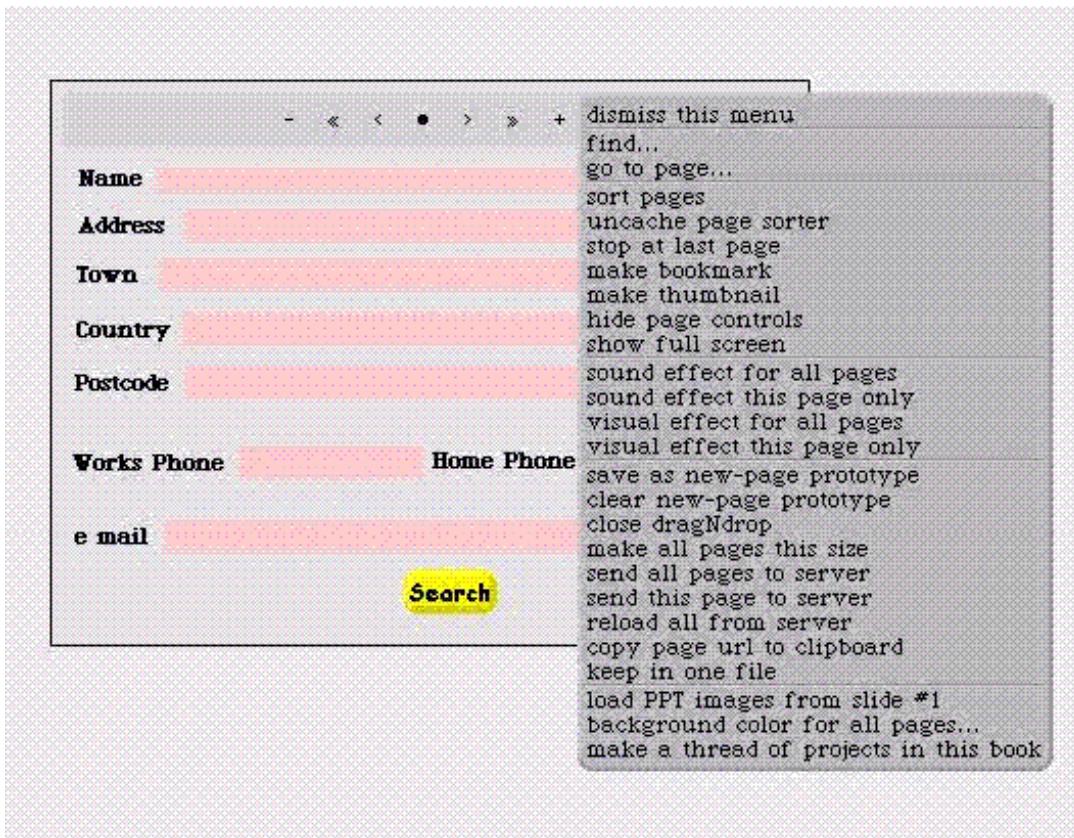 - « < • > » +
Name
Address
Town
Country
Postcode
Works Phone Home Phone
e mail
Search
dismiss this menu
find...
go to page...
sort pages
uncache page sorter
stop at last page
make bookmark
make thumbnail
hide page controls
show full screen
sound effect for all pages
sound effect this page only
visual effect for all pages
visual effect this page only
save as new-page prototype
clear new-page prototype
close dragNdrop
make all pages this size
send all pages to server
send this page to server
reload all from server
copy page url to clipboard
keep in one file
load PPT images from slide #1
background color for all pages...
make a thread of projects in this book